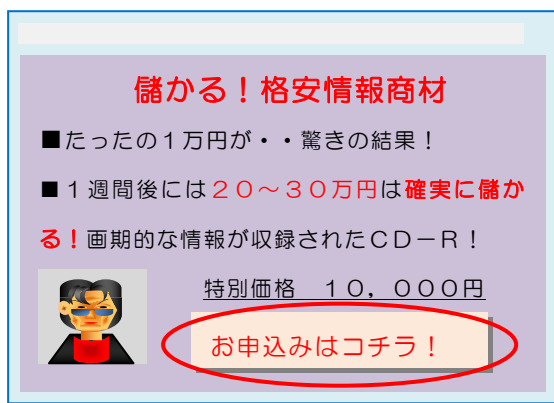 儲かる！格安情報商材
■たったの１万円が・・驚きの結果！
■１週間後には２０～３０万円は確実に儲か
る！画期的な情報が収録されたＣＤ－Ｒ！
特別価格　１０，０００円
お申込みはコチラ！